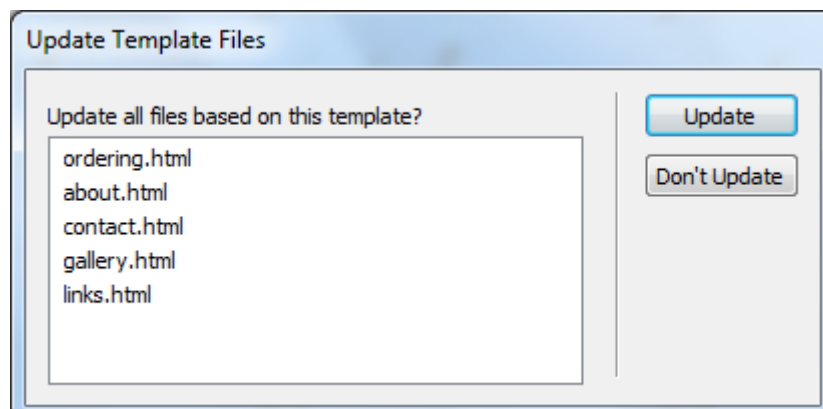 Update Template Files
Update all files based on this template?
ordering.html
about.html
contact.html
gallery.html
links.html
Update
Don't Update